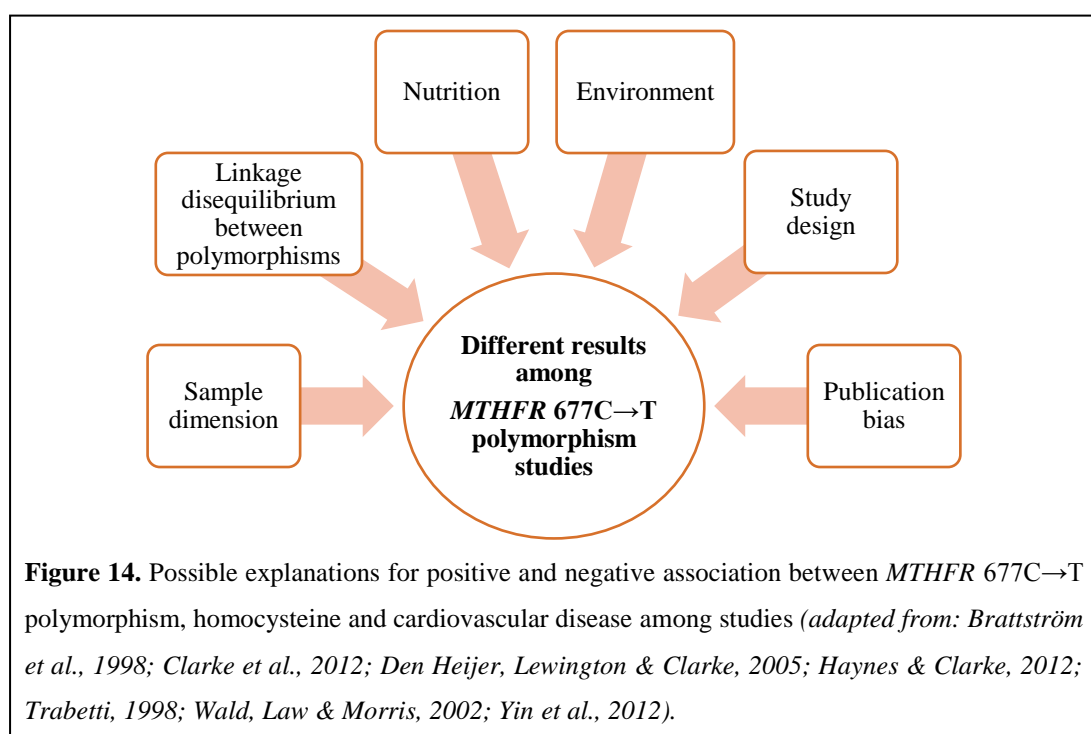 Nutrition
Environment
Linkage
disequilibrium
between
polymorphisms
Study
design
Sample
dimension
Different results
among
MTHFR 677C→T
polymorphism
studies
Publication
bias
Figure 14. Possible explanations for positive and negative association between MTHFR 677C→T
polymorphism, homocysteine and cardiovascular disease among studies (adapted from: Brattström
et al., 1998; Clarke et al., 2012; Den Heijer, Lewington & Clarke, 2005; Haynes & Clarke, 2012;
Trabetti, 1998; Wald, Law & Morris, 2002; Yin et al., 2012).